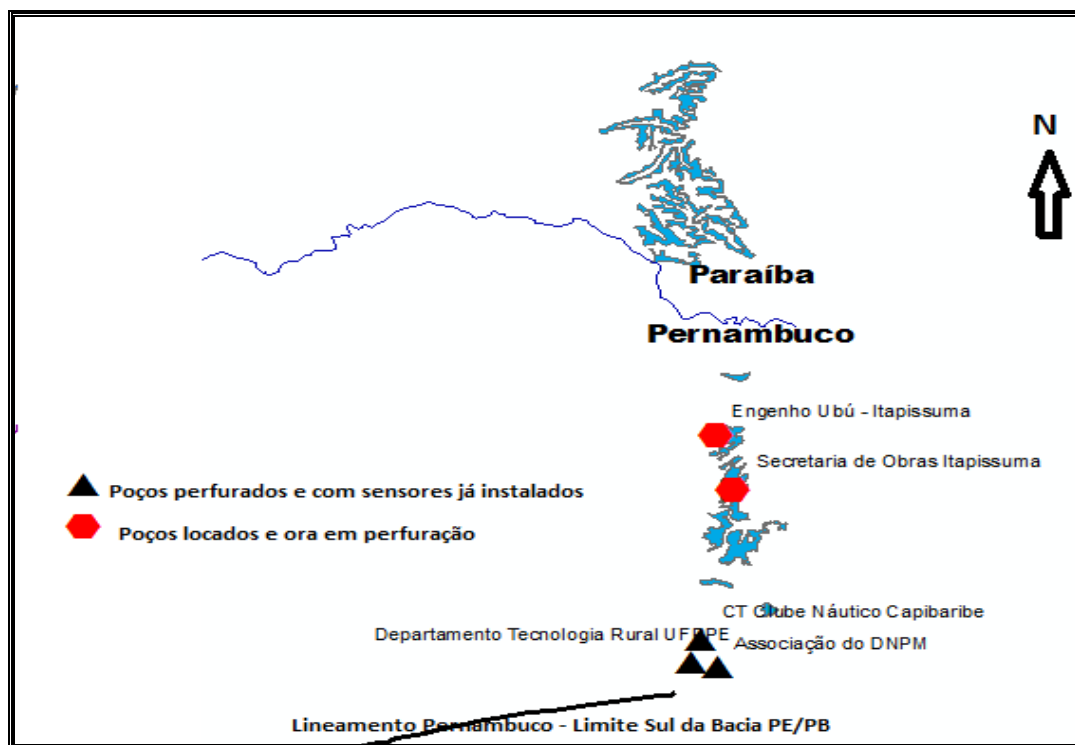 N
Paraíba
Pernambuco
Engenho Ubú - Itapissuma
Secretaria de Obras Itapissuma
Poços perfurados e com sensores já instalados
Poços locados e ora em perfuração
CT Clube Náutico Capibaribe
Departamento Tecnologia Rural UFRPE
Associação do DNPM
Lineamento Pernambuco - Limite Sul da Bacia PE/PB